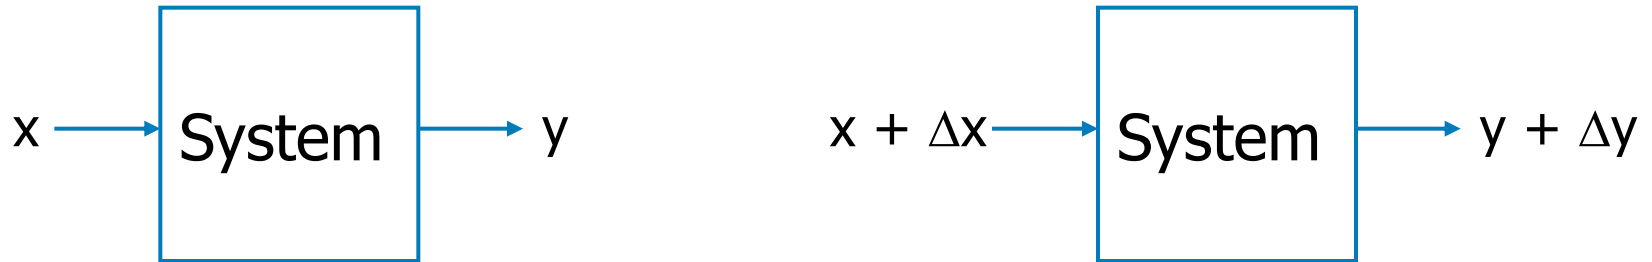 x System y x + Δx System y + Δy